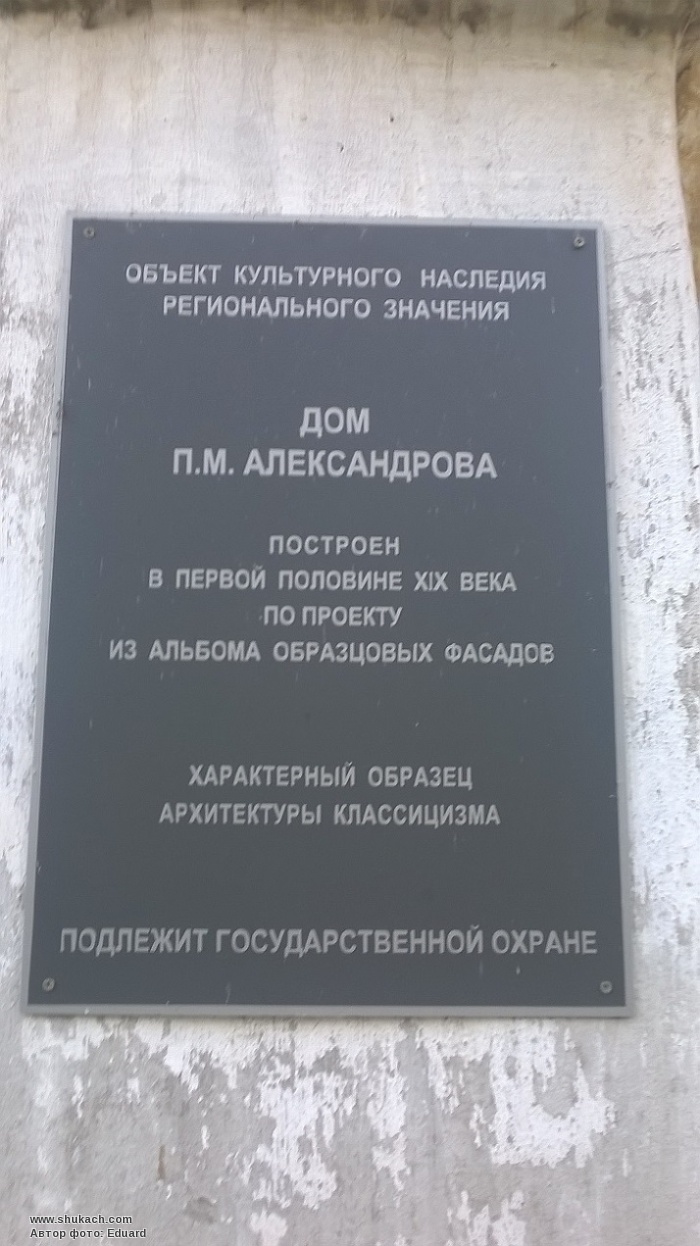 ОБЪЕКТ КУЛЬТУРНОГО НАСЛЕДИЯ
РЕГИОНАЛЬНОГО ЗНАЧЕНИЯ
ДОМ
П.М. АЛЕКСАНДРОВА
ПОСТРОЕН
В ПЕРВОЙ ПОЛОВИНЕ XIX ВЕКА
ПО ПРОЕКТУ
ИЗ АЛЬБОМА ОБРАЗЦОВЫХ ФАСАДОВ
ХАРАКТЕРНЫЙ ОБРАЗЕЦ
АРХИТЕКТУРЫ КЛАССИЦИЗМА
ПОДЛЕЖИТ ГОСУДАРСТВЕННОЙ ОХРАНЕ
www.shukach.com
Автор фото: Eduard